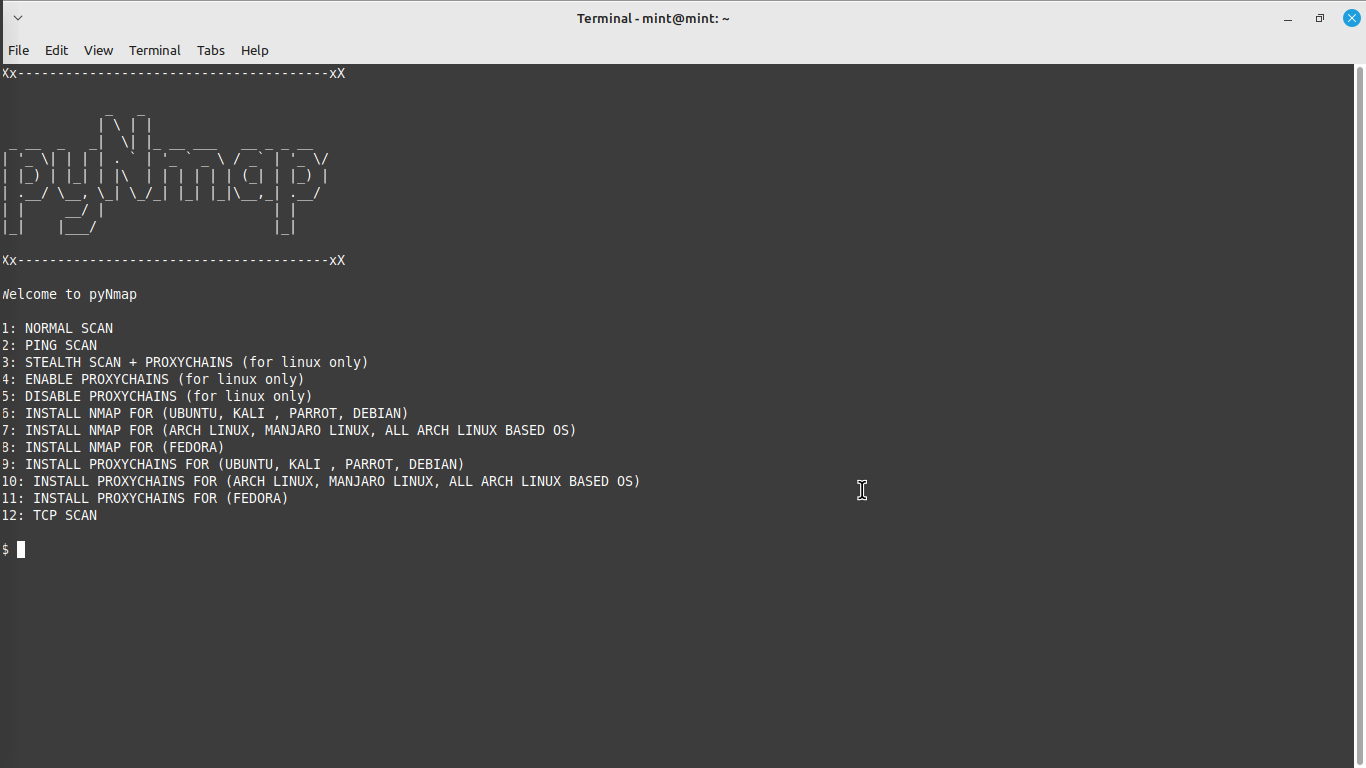 Terminal - mint@mint: ~
File Edit View Terminal Tabs Help
Xx---------------------------------------xX
pyNmap
Xx---------------------------------------xX
Welcome to pyNmap
1: NORMAL SCAN
2: PING SCAN
3: STEALTH SCAN + PROXYCHAINS (for linux only)
4: ENABLE PROXYCHAINS (for linux only)
5: DISABLE PROXYCHAINS (for linux only)
6: INSTALL NMAP FOR (UBUNTU, KALI , PARROT, DEBIAN)
7: INSTALL NMAP FOR (ARCH LINUX, MANJARO LINUX, ALL ARCH LINUX BASED OS)
8: INSTALL NMAP FOR (FEDORA)
9: INSTALL PROXYCHAINS FOR (UBUNTU, KALI , PARROT, DEBIAN)
10: INSTALL PROXYCHAINS FOR (ARCH LINUX, MANJARO LINUX, ALL ARCH LINUX BASED OS)
11: INSTALL PROXYCHAINS FOR (FEDORA)
12: TCP SCAN
$